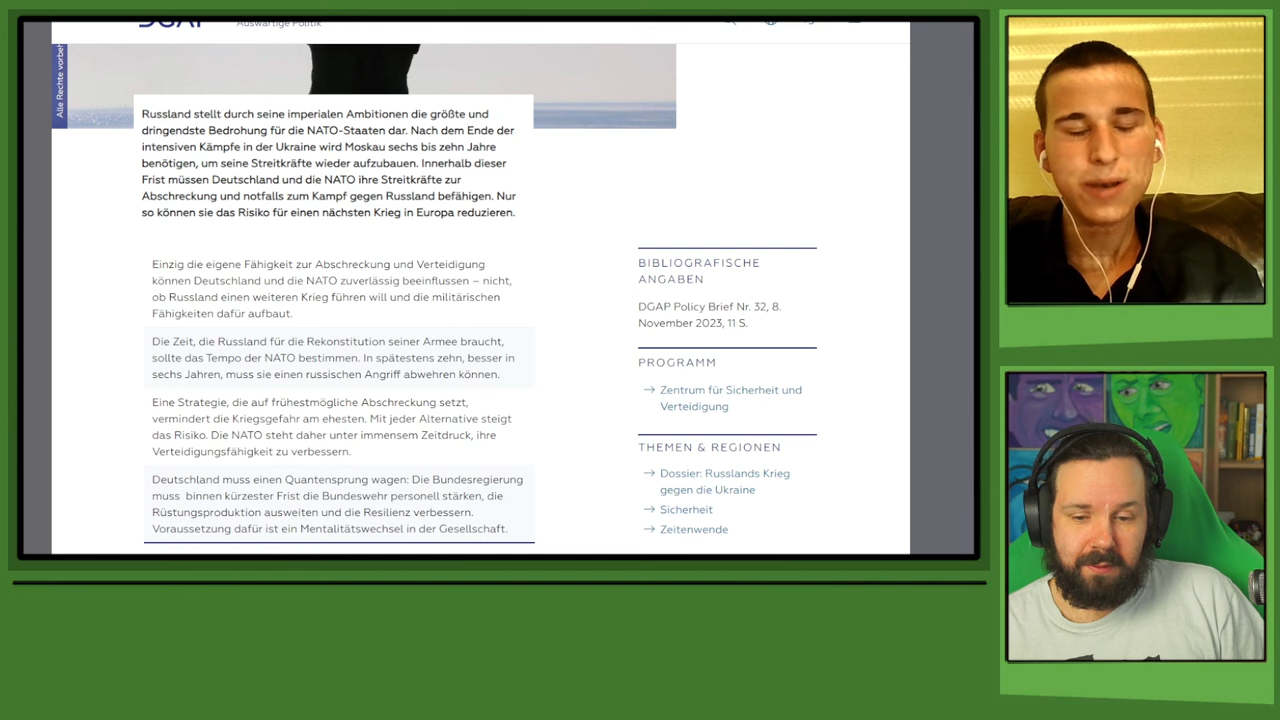 DGAP
Auswärtige Politik
Alle Rechte
Russland stellt durch seine imperialen Ambitionen die größte und
dringendste Bedrohung für die NATO-Staaten dar. Nach dem Ende der
intensiven Kämpfe in der Ukraine wird Moskau sechs bis zehn Jahre
benötigen, um seine Streitkräfte wieder aufzubauen. Innerhalb dieser
Frist müssen Deutschland und die NATO ihre Streitkräfte zur
Abschreckung und notfalls zum Kampf gegen Russland befähigen. Nur
so können sie das Risiko für einen nächsten Krieg in Europa reduzieren.
Einzig die eigene Fähigkeit zur Abschreckung und Verteidigung
können Deutschland und die NATO zuverlässig beeinflussen – nicht,
ob Russland einen weiteren Krieg führen will und die militärischen
Fähigkeiten dafür aufbaut.
Die Zeit, die Russland für die Rekonstitution seiner Armee braucht,
sollte das Tempo der NATO bestimmen. In spätestens zehn, besser in
sechs Jahren, muss sie einen russischen Angriff abwehren können.
Eine Strategie, die auf frühestmögliche Abschreckung setzt,
vermindert die Kriegsgefahr am ehesten. Mit jeder Alternative steigt
das Risiko. Die NATO steht daher unter immensem Zeitdruck, ihre
Verteidigungsfähigkeit zu verbessern.
Deutschland muss einen Quantensprung wagen: Die Bundesregierung
muss binnen kürzester Frist die Bundeswehr personell stärken, die
Rüstungsproduktion ausweiten und die Resilienz verbessern.
Voraussetzung dafür ist ein Mentalitätswechsel in der Gesellschaft.
BIBLIOGRAFISCHE
ANGABEN
DGAP Policy Brief Nr. 32, 8.
November 2023, 11 S.
PROGRAMM
→ Zentrum für Sicherheit und
Verteidigung
THEMEN & REGIONEN
→ Dossier: Russlands Krieg
gegen die Ukraine
→ Sicherheit
→ Zeitenwende